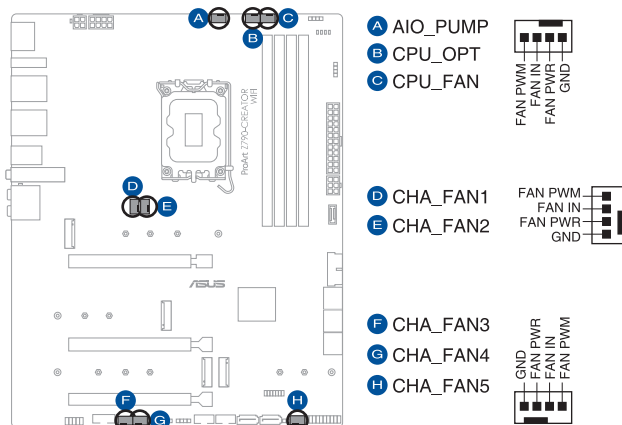 A AIO_PUMP
B CPU_OPT
C CPU_FAN
FAN PWM
FAN IN
FAN PWR
GND
A
B
C
ProArt Z790-CREATOR
WIFI
D
E
D CHA_FAN1
E CHA_FAN2
FAN PWM
FAN IN
FAN PWR
GND
ASUS
F CHA_FAN3
G CHA_FAN4
H CHA_FAN5
GND
FAN PWR
FAN IN
FAN PWM
F
G
H